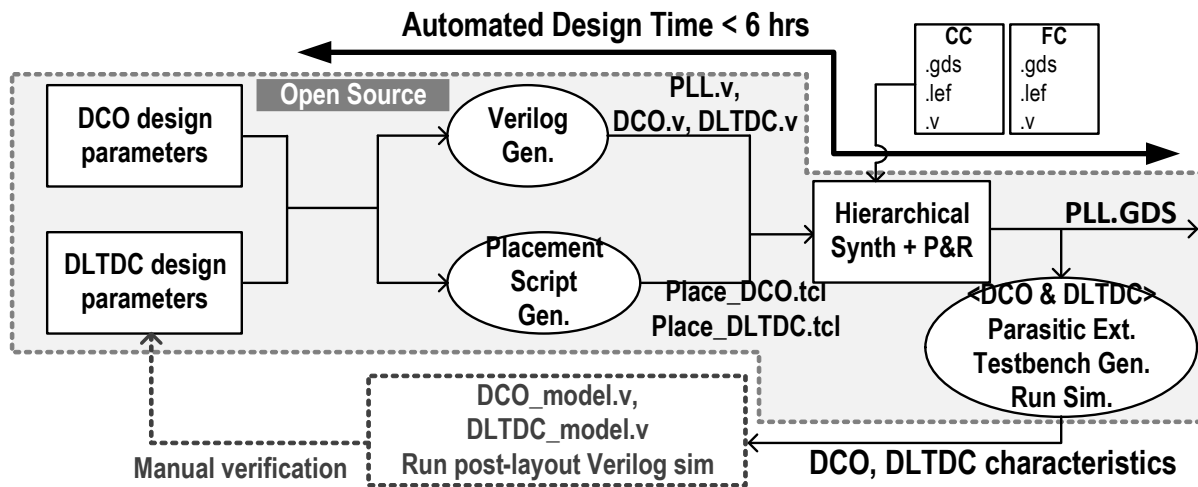 Automated Design Time < 6 hrs
CC
.gds
.lef
.v
FC
.gds
.lef
.v
Open Source
DCO design
parameters
Verilog
Gen.
PLL.v,
DCO.v, DLTDC.v
Hierarchical
Synth + P&R
PLL.GDS
DLTDC design
parameters
Placement
Script
Gen.
Place_DCO.tcl
Place_DLTDC.tcl
<DCO & DLTDC>
Parasitic Ext.
Testbench Gen.
Run Sim.
DCO_model.v,
DLTDC_model.v
Run post-layout Verilog sim
Manual verification
DCO, DLTDC characteristics